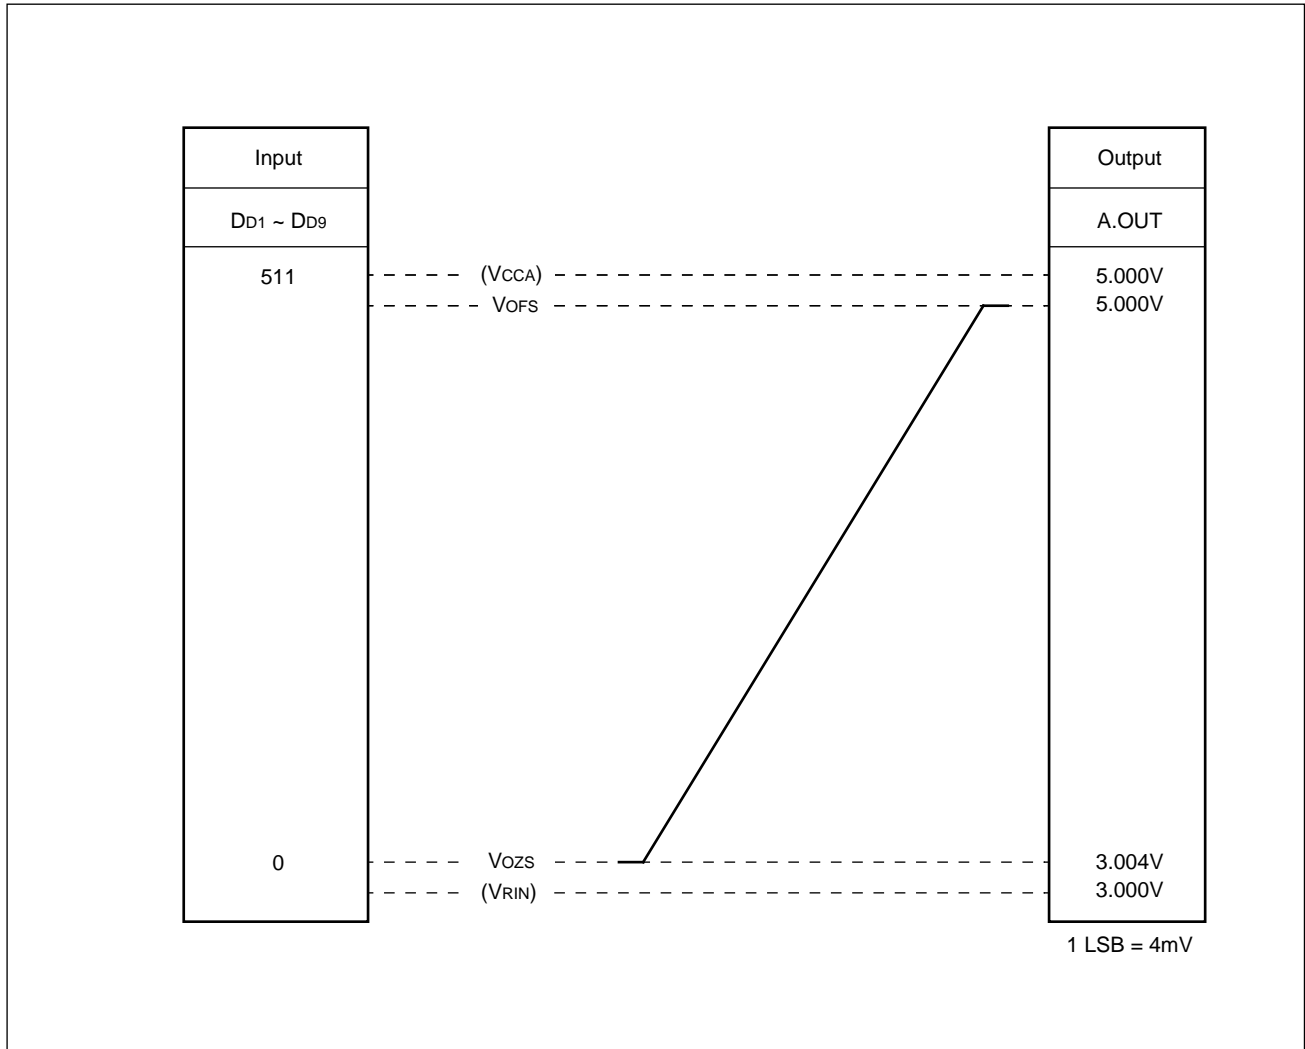 Input
DD1 ~ DD9
511
0
(VCCA)
VOFS
VOZS
(VRIN)
Output
A.OUT
5.000V
5.000V
3.004V
3.000V
1 LSB = 4mV